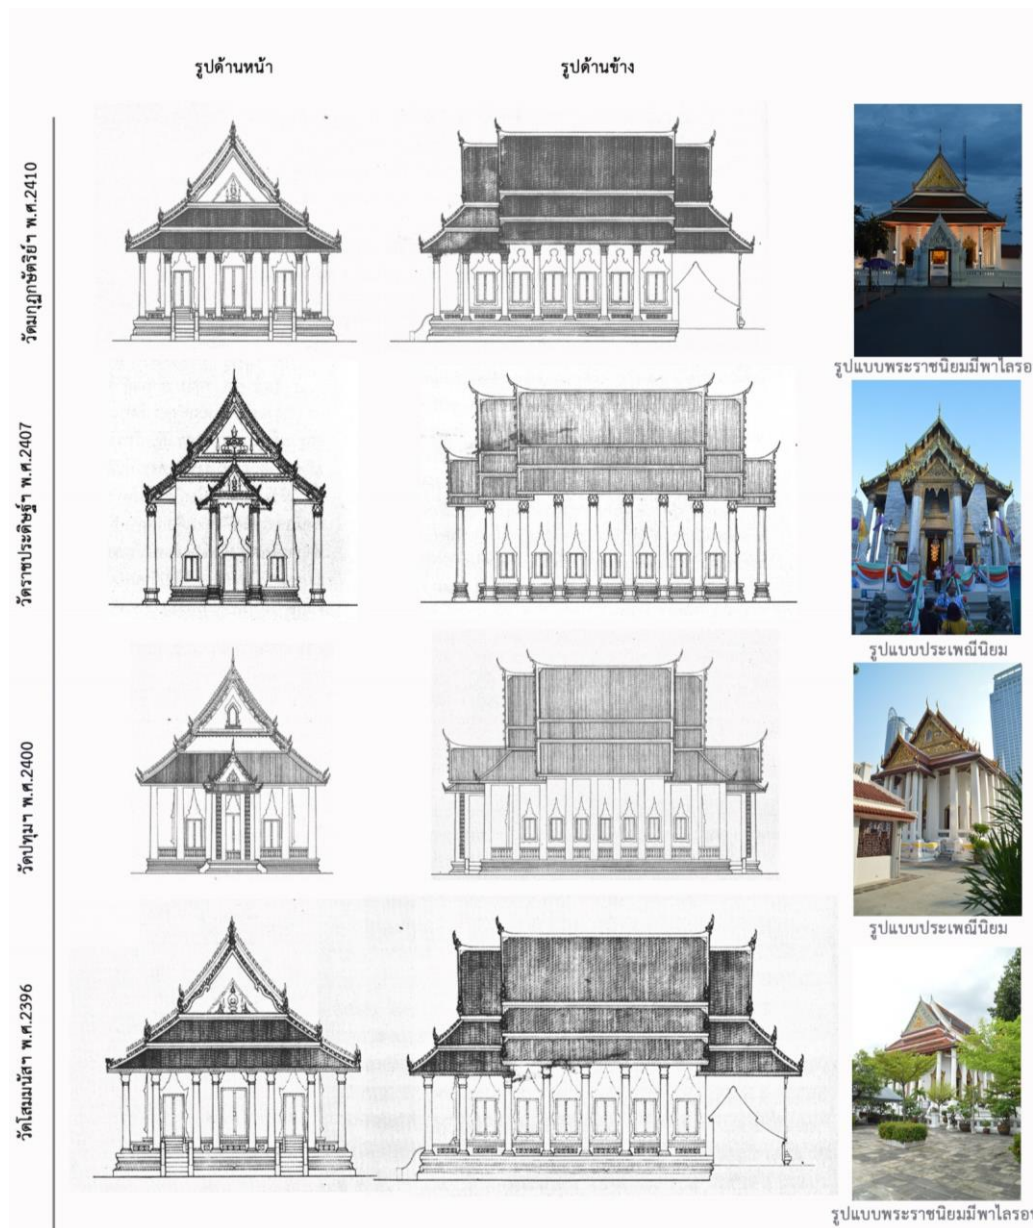 รูปด้านหน้า
รูปด้านข้าง
วัดมกุฏกษัตริย์ฯ พ.ศ.2410
รูปแบบพระราชนิยมมีพาไลรอ
วัดราชประดิษฐ์ฯ พ.ศ.2407
รูปแบบประเพณีนิยม
วัดปทุมฯ พ.ศ.2400
รูปแบบประเพณีนิยม
วัดโสมมนัสฯ พ.ศ.2396
รูปแบบพระราชนิยมมีพาไลรอบ